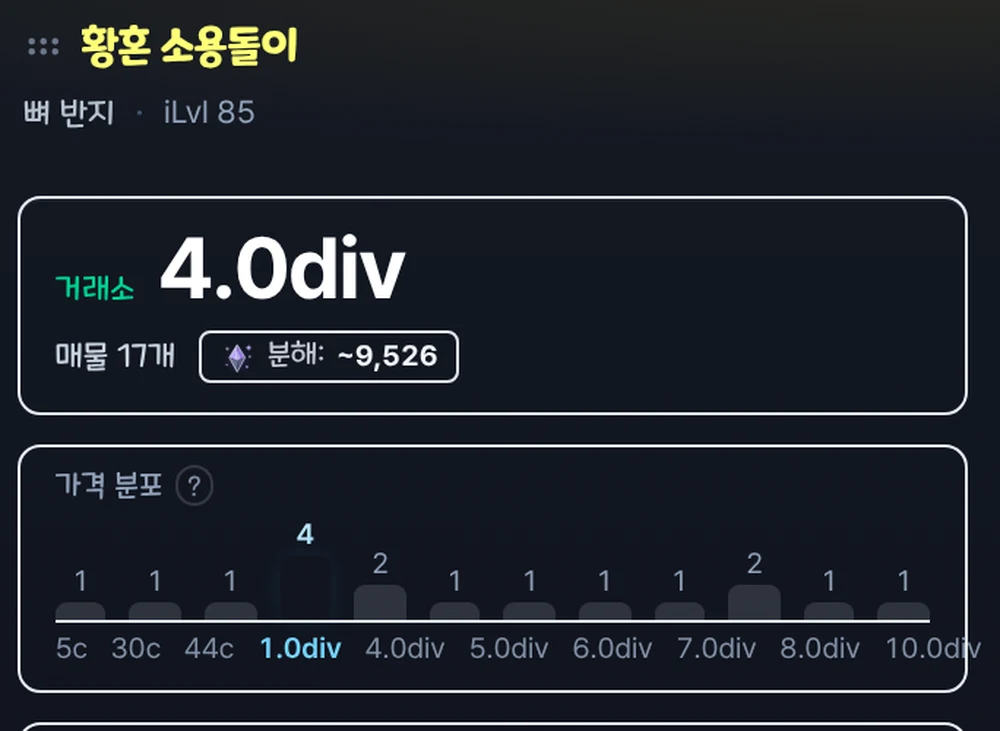 황혼 소용돌이
뼈 반지 · iLvl 85
거래소 4.0div
매물 17개 분해: ~9,526
가격 분포 ?
1 1 1 4 2 1 1 1 1 2 1 1
5c 30c 44c 1.0div 4.0div 5.0div 6.0div 7.0div 8.0div 10.0div